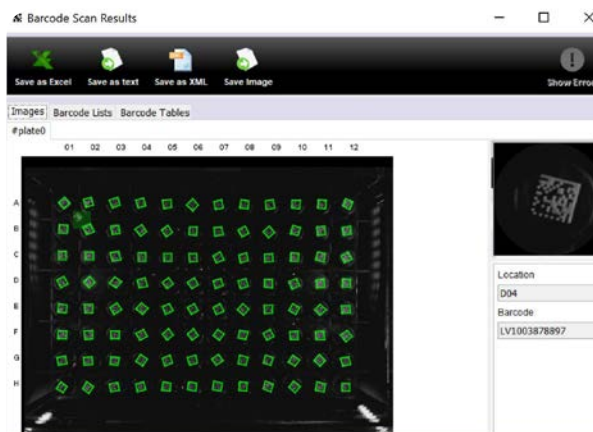 Barcode Scan Results
Save as Excel Save as text Save as XML Save Image Show Error
Images Barcode Lists Barcode Tables
#plate0
01 02 03 04 05 06 07 08 09 10 11 12
A
B
C
D
E
F
G
H
Location
D04
Barcode
LV1003878897